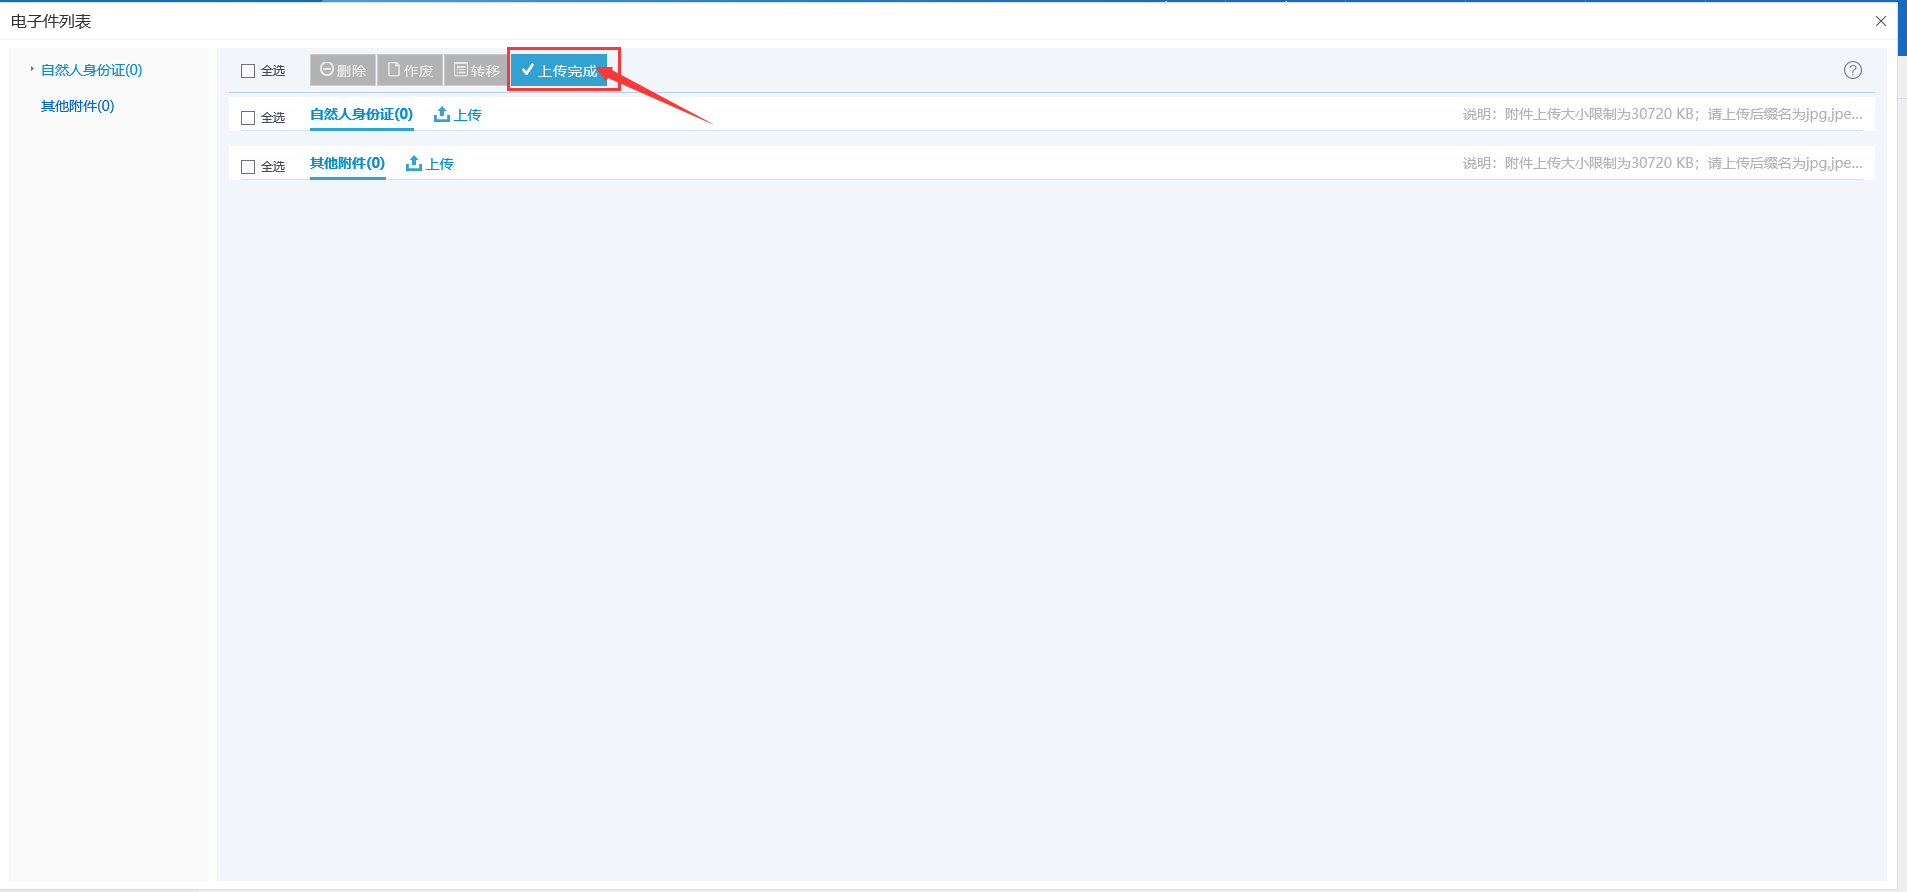 电子件列表
自然人身份证(0)
其他附件(0)
全选 删除 作废 转移 上传完成
全选 自然人身份证(0) 上传 说明：附件上传大小限制为30720 KB；请上传后缀名为jpg,jpe...
全选 其他附件(0) 上传 说明：附件上传大小限制为30720 KB；请上传后缀名为jpg,jpe...